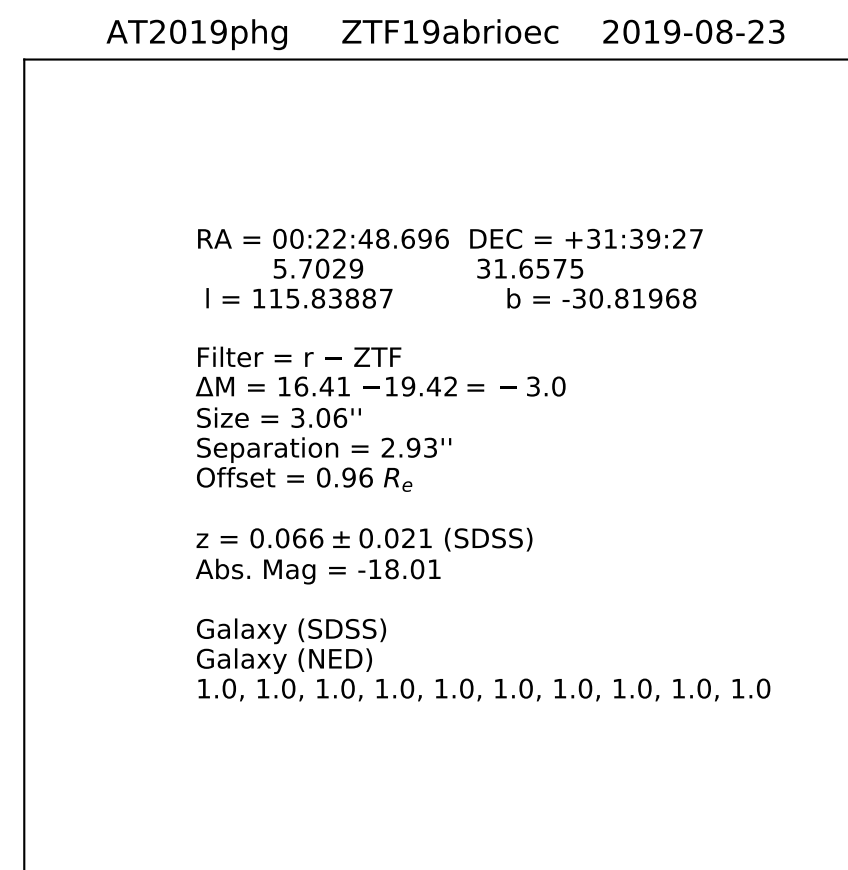 AT2019phg ZTF19abrioec 2019-08-23
RA = 00:22:48.696 DEC = +31:39:27
5.7029 31.6575
l = 115.83887 b = -30.81968
Filter = r − ZTF
ΔM = 16.41 −19.42 = − 3.0
Size = 3.06''
Separation = 2.93''
Offset = 0.96 Rₑ
z = 0.066 ± 0.021 (SDSS)
Abs. Mag = -18.01
Galaxy (SDSS)
Galaxy (NED)
1.0, 1.0, 1.0, 1.0, 1.0, 1.0, 1.0, 1.0, 1.0, 1.0